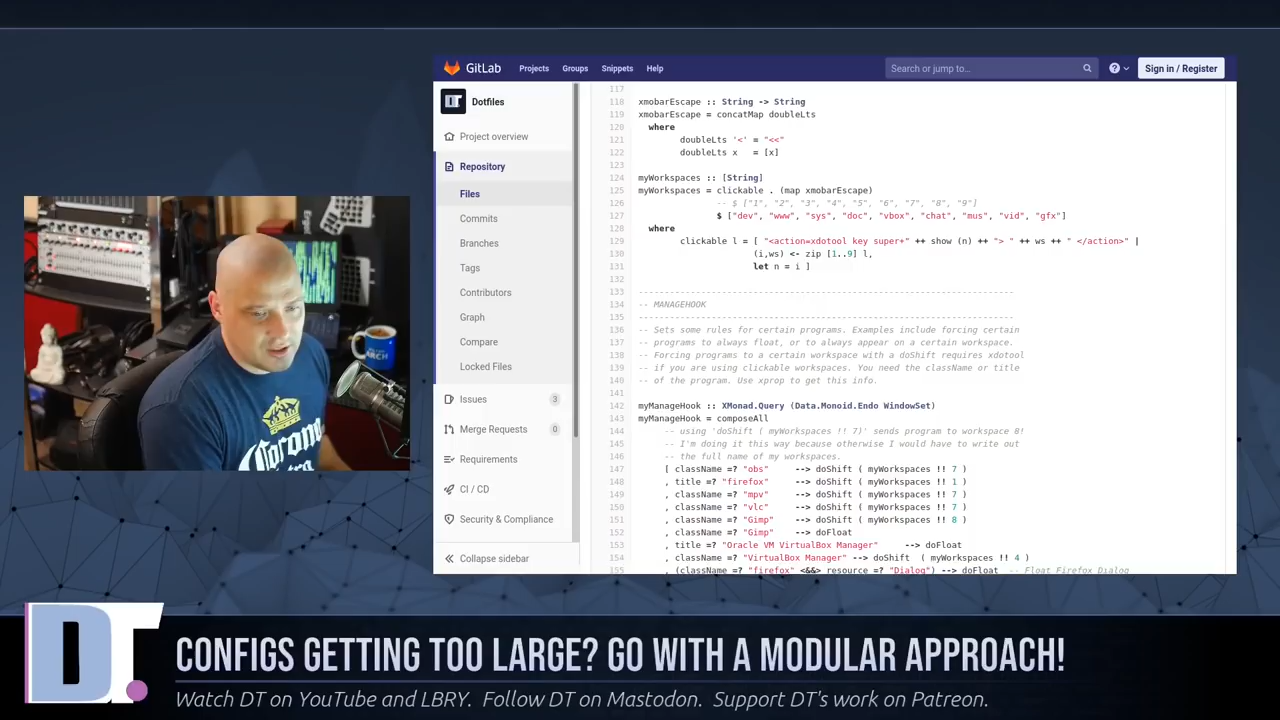 GitLab
Projects Groups Snippets Help
Search or jump to...
Sign in / Register
DT
Dotfiles
Project overview
Repository
Files
Commits
Branches
Tags
Contributors
Graph
Compare
Locked Files
Issues 3
Merge Requests 0
Requirements
CI / CD
Security & Compliance
Collapse sidebar
117
118 xmobarEscape :: String -> String
119 xmobarEscape = concatMap doubleLts
120 where
121 doubleLts '<' = "<<"
122 doubleLts x = [x]
123
124 myWorkspaces :: [String]
125 myWorkspaces = clickable . (map xmobarEscape)
126 -- $ ["1", "2", "3", "4", "5", "6", "7", "8", "9"]
127 $ ["dev", "www", "sys", "doc", "vbox", "chat", "mus", "vid", "gfx"]
128 where
129 clickable l = [ "<action=xdotool key super+" ++ show (n) ++ "> " ++ ws ++ " </action>" |
130 (i,ws) <- zip [1..9] l,
131 let n = i ]
132
133 ------------------------------------------------------------------------
134 -- MANAGEHOOK
135 ------------------------------------------------------------------------
136 -- Sets some rules for certain programs. Examples include forcing certain
137 -- programs to always float, or to always appear on a certain workspace.
138 -- Forcing programs to a certain workspace with a doShift requires xdotool
139 -- if you are using clickable workspaces. You need the className or title
140 -- of the program. Use xprop to get this info.
141
142 myManageHook :: XMonad.Query (Data.Monoid.Endo WindowSet)
143 myManageHook = composeAll
144 -- using 'doShift ( myWorkspaces !! 7)' sends program to workspace 8!
145 -- I'm doing it this way because otherwise I would have to write out
146 -- the full name of my workspaces.
147 [ className =? "obs" --> doShift ( myWorkspaces !! 7 )
148 , title =? "firefox" --> doShift ( myWorkspaces !! 1 )
149 , className =? "mpv" --> doShift ( myWorkspaces !! 7 )
150 , className =? "vlc" --> doShift ( myWorkspaces !! 7 )
151 , className =? "Gimp" --> doShift ( myWorkspaces !! 8 )
152 , className =? "Gimp" --> doFloat
153 , title =? "Oracle VM VirtualBox Manager" --> doFloat
154 , className =? "VirtualBox Manager" --> doShift ( myWorkspaces !! 4 )
155 , (className =? "firefox" <&&> resource =? "Dialog") --> doFloat -- Float Firefox Dialog
ARCH
Corona
DT.
CONFIGS GETTING TOO LARGE? GO WITH A MODULAR APPROACH!
Watch DT on YouTube and LBRY. Follow DT on Mastodon. Support DT's work on Patreon.